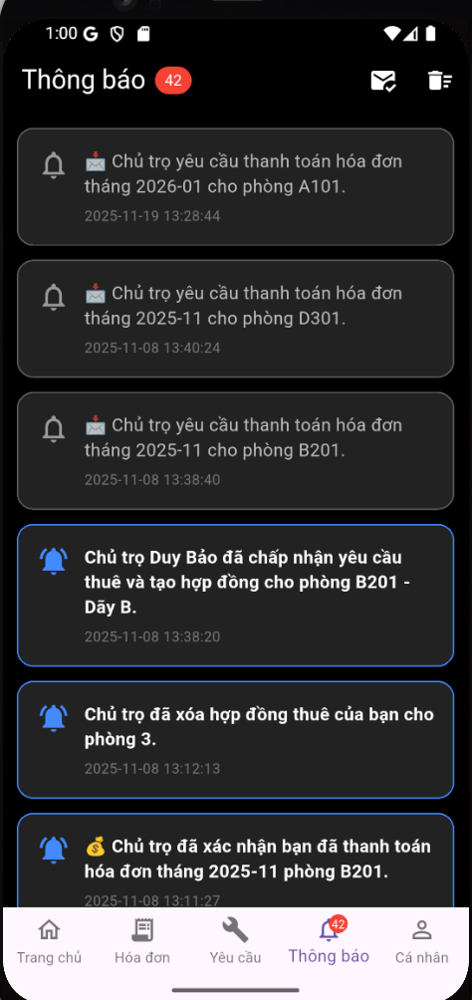 1:00
Thông báo 42
📩 Chủ trọ yêu cầu thanh toán hóa đơn
tháng 2026-01 cho phòng A101.
2025-11-19 13:28:44
📩 Chủ trọ yêu cầu thanh toán hóa đơn
tháng 2025-11 cho phòng D301.
2025-11-08 13:40:24
📩 Chủ trọ yêu cầu thanh toán hóa đơn
tháng 2025-11 cho phòng B201.
2025-11-08 13:38:40
Chủ trọ Duy Bảo đã chấp nhận yêu cầu
thuê và tạo hợp đồng cho phòng B201 -
Dãy B.
2025-11-08 13:38:20
Chủ trọ đã xóa hợp đồng thuê của bạn cho
phòng 3.
2025-11-08 13:12:13
💰 Chủ trọ đã xác nhận bạn đã thanh toán
hóa đơn tháng 2025-11 phòng B201.
2025-11-08 13:11:27
42
Trang chủ Hóa đơn Yêu cầu Thông báo Cá nhân